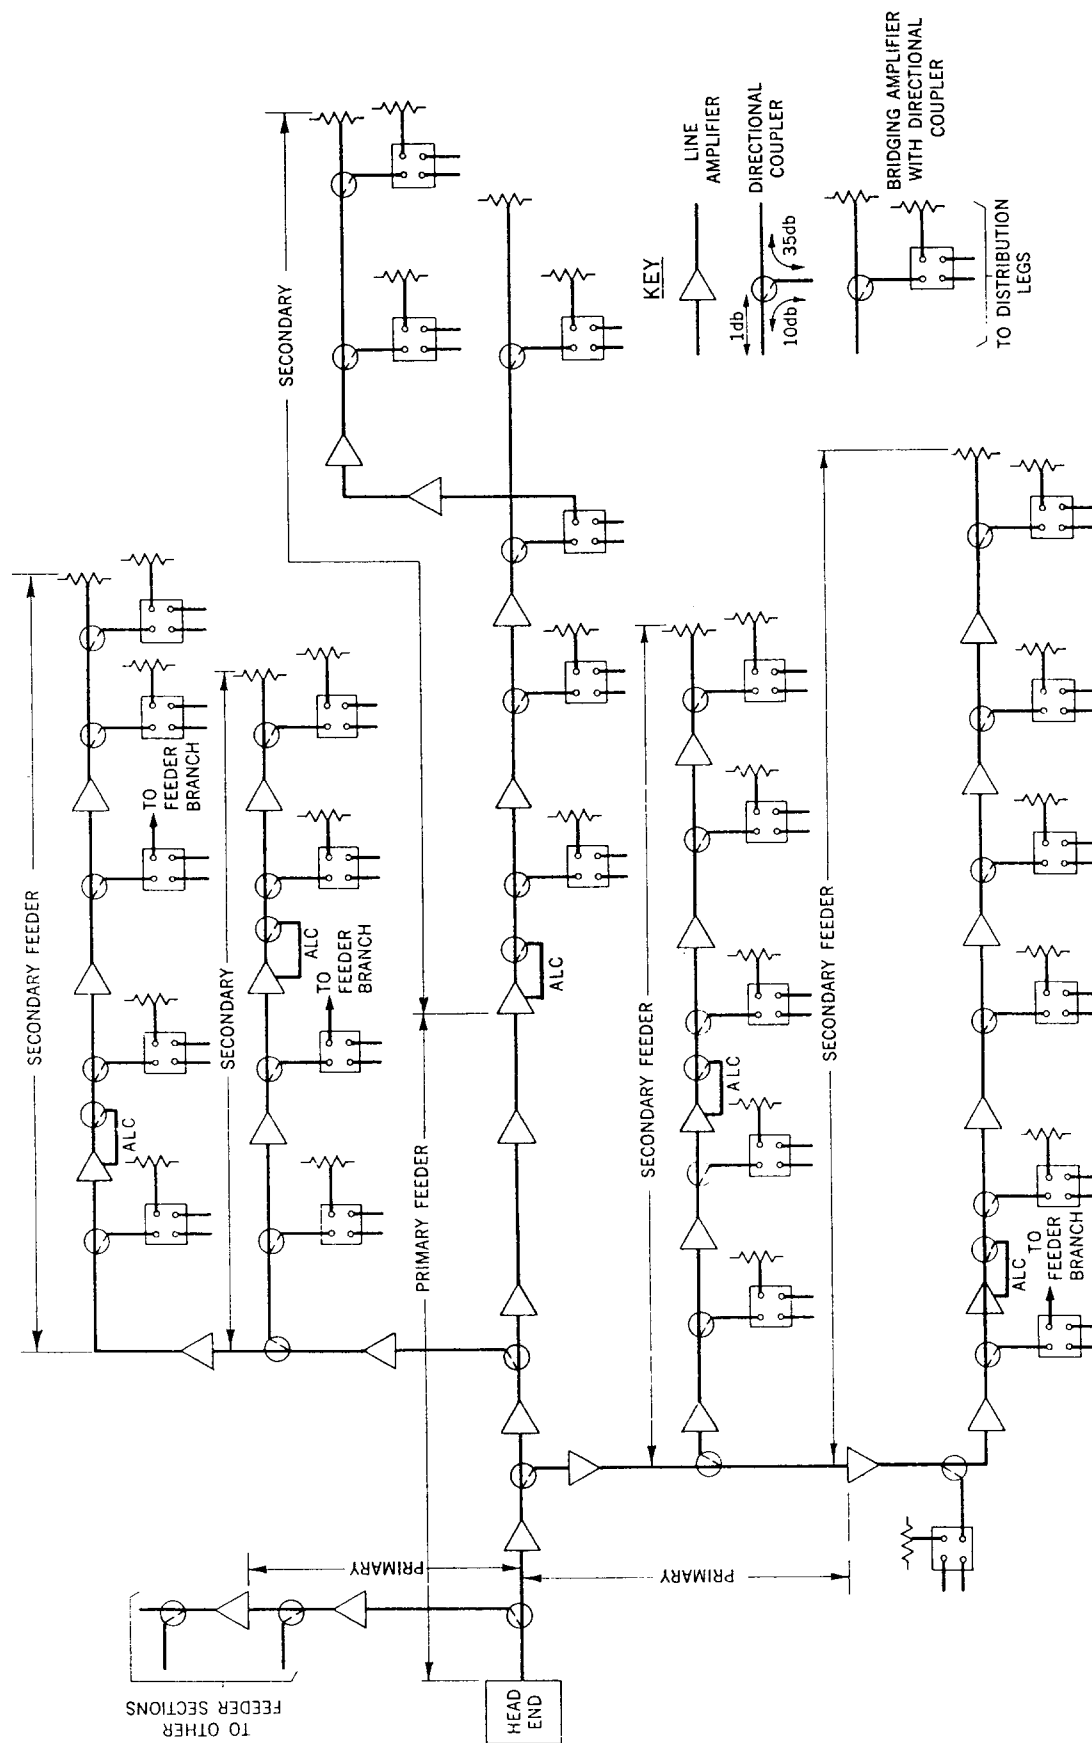 SECONDARY FEEDER
ALC
TO
FEEDER
BRANCH
SECONDARY
ALC
TO
FEEDER
BRANCH
SECONDARY
PRIMARY FEEDER
ALC
TO OTHER
FEEDER SECTIONS
PRIMARY
PRIMARY
HEAD
END
SECONDARY FEEDER
ALC
SECONDARY FEEDER
ALC
TO
FEEDER
BRANCH
KEY
LINE
AMPLIFIER
1db
10db
35db
DIRECTIONAL
COUPLER
BRIDGING AMPLIFIER
WITH DIRECTIONAL
COUPLER
TO DISTRIBUTION
LEGS